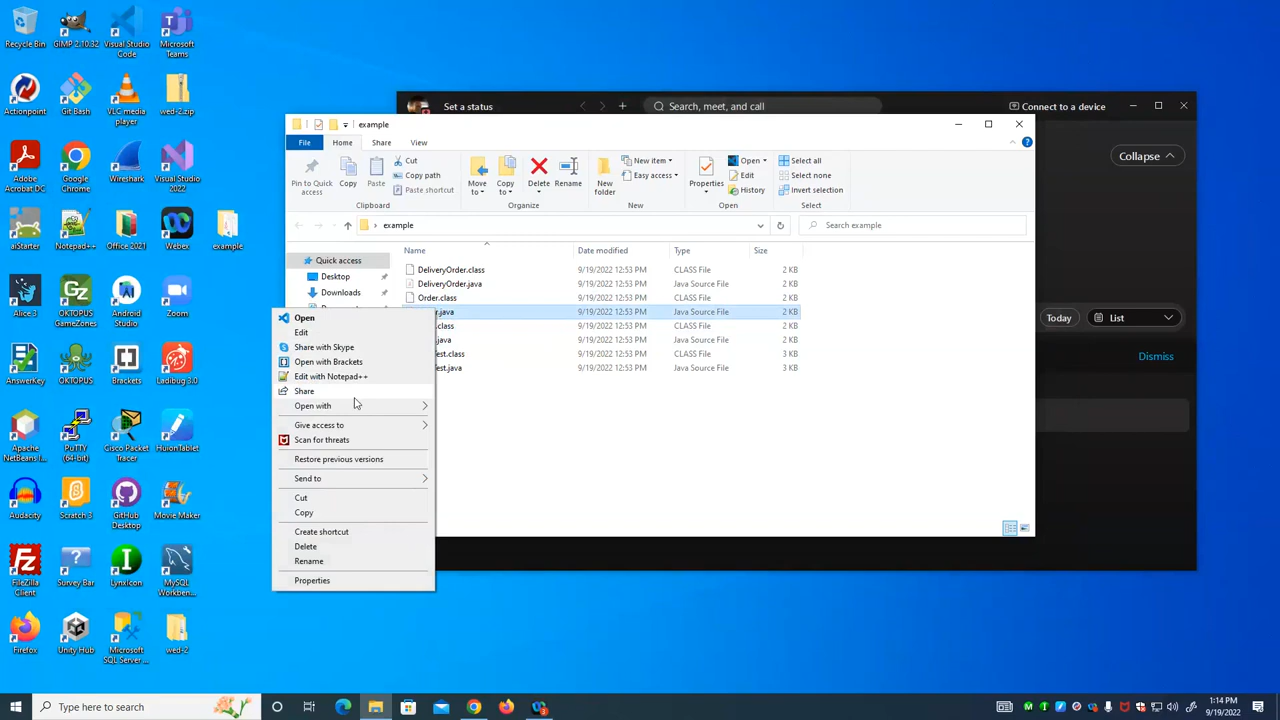 Recycle Bin
GIMP 2.10.32
Visual Studio
Code
Microsoft
Teams
Actionpoint
Git Bash
VLC media
player
wed-2.zip
Adobe
Acrobat DC
Google
Chrome
Wireshark
Visual Studio
2022
aiStarter
Notepad++
Office 2021
Webex
example
Alice 3
OKTOPUS
GameZones
Android
Studio
Zoom
AnswerKey
OKTOPUS
Brackets
Ladibug 3.0
Apache
NetBeans I...
PuTTY
(64-bit)
Cisco Packet
Tracer
HuionTablet
Audacity
Scratch 3
GitHub
Desktop
Movie Maker
FileZilla
Client
Survey Bar
LynxIcon
MySQL
Workben...
Firefox
Unity Hub
Microsoft
SQL Server ...
wed-2
Set a status
Search, meet, and call
Connect to a device
Collapse
Today
List
Dismiss
example
File
Home
Share
View
Pin to Quick
access
Copy
Paste
Cut
Copy path
Paste shortcut
Clipboard
Move
to
Copy
to
Delete
Rename
Organize
New
folder
New item
Easy access
New
Properties
Open
Edit
History
Open
Select all
Select none
Invert selection
Select
example
Search example
Name
Date modified
Type
Size
Quick access
Desktop
Downloads
DeliveryOrder.class 9/19/2022 12:53 PM CLASS File 2 KB
DeliveryOrder.java 9/19/2022 12:53 PM Java Source File 2 KB
Order.class 9/19/2022 12:53 PM CLASS File 2 KB
r.java 9/19/2022 12:53 PM Java Source File 2 KB
.class 9/19/2022 12:53 PM CLASS File 2 KB
.java 9/19/2022 12:53 PM Java Source File 2 KB
est.class 9/19/2022 12:53 PM CLASS File 3 KB
est.java 9/19/2022 12:53 PM Java Source File 3 KB
Open
Edit
Share with Skype
Open with Brackets
Edit with Notepad++
Share
Open with
Give access to
Scan for threats
Restore previous versions
Send to
Cut
Copy
Create shortcut
Delete
Rename
Properties
Type here to search
1:14 PM
9/19/2022